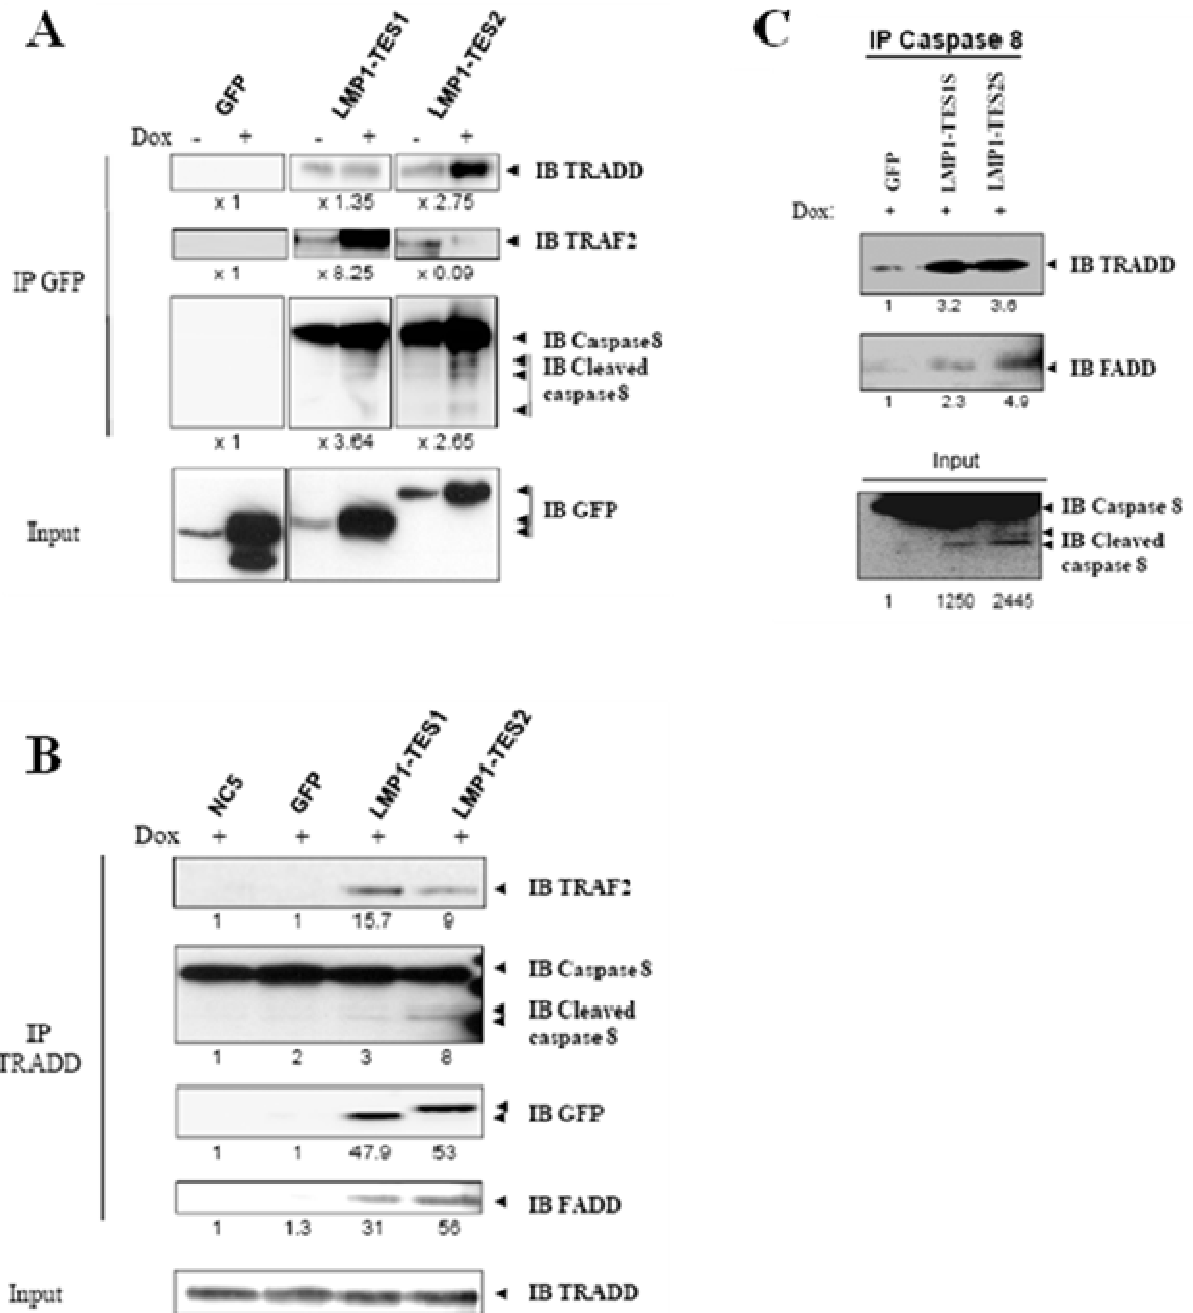 A
GFP
LMP1-TES1
LMP1-TES2
Dox - + - + - +
IB TRADD
x 1 x 1.35 x 2.75
IB TRAF2
x 1 x 8.25 x 0.09
IP GFP
IB Caspase8
IB Cleaved
caspase8
x 1 x 3.64 x 2.65
Input
IB GFP
C
IP Caspase 8
GFP
LMP1-TES1S
LMP1-TES2S
Dox: + + +
IB TRADD
1 3.2 3.6
IB FADD
1 2.3 4.9
Input
IB Caspase 8
IB Cleaved
caspase 8
1 1250 2445
B
NC5
GFP
LMP1-TES1
LMP1-TES2
Dox + + + +
IB TRAF2
1 1 15.7 9
IB Caspase8
IB Cleaved
caspase8
1 2 3 8
IP
TRADD
IB GFP
1 1 47.9 53
IB FADD
1 1.3 31 56
Input
IB TRADD